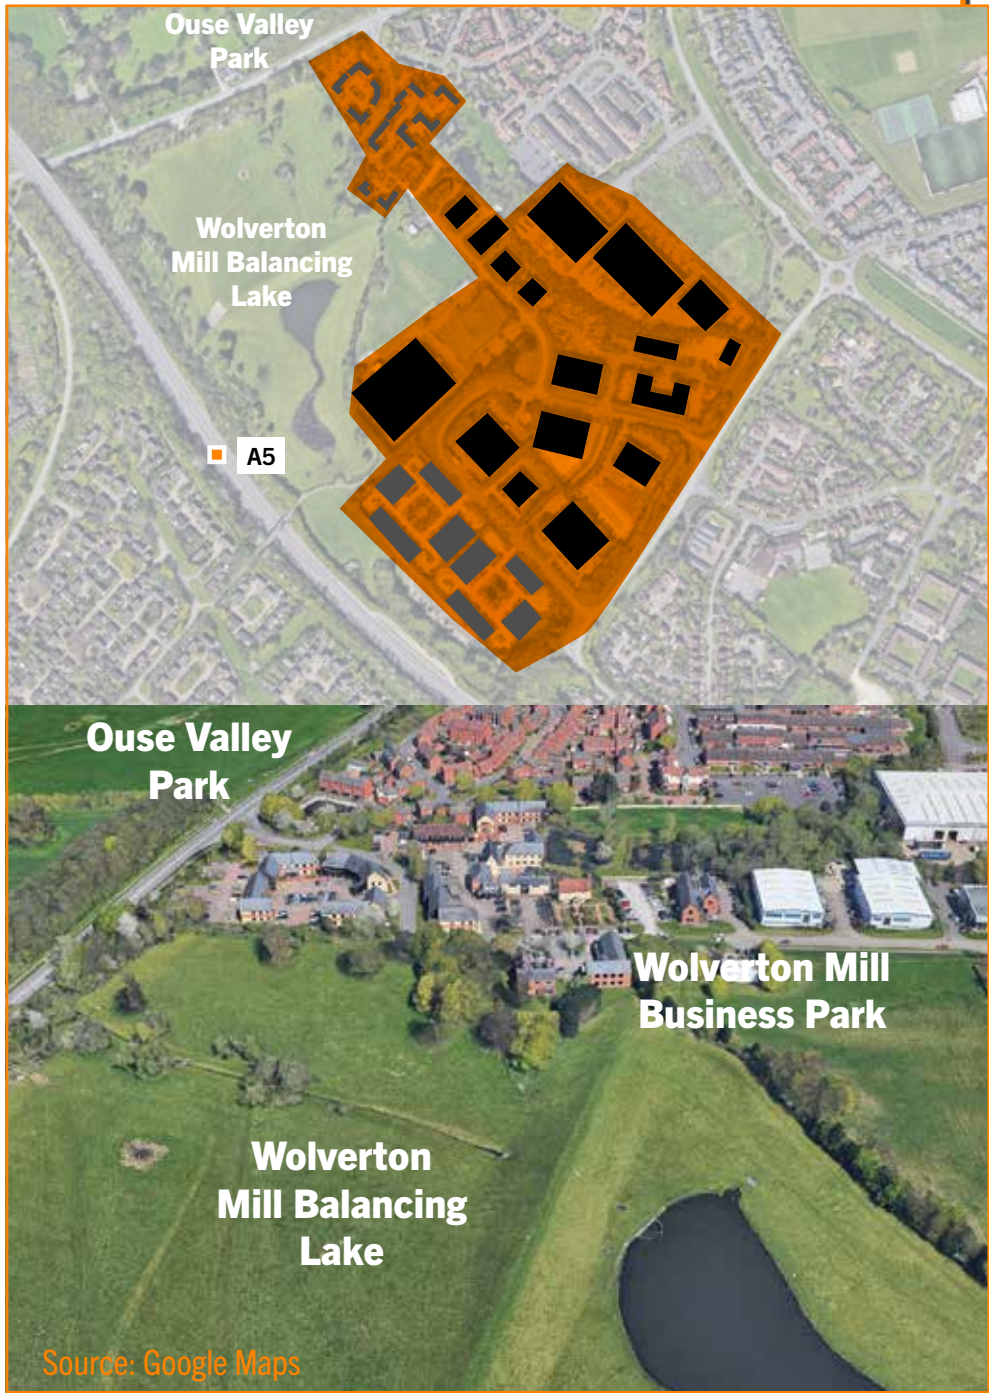 Ouse Valley
Park
Wolverton
Mill Balancing
Lake
A5
Ouse Valley
Park
Wolverton Mill
Business Park
Wolverton
Mill Balancing
Lake
Source: Google Maps